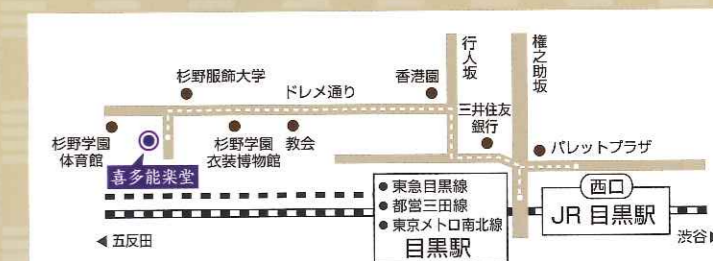 行人坂
権之助坂
杉野服飾大学
ドレメ通り
香港園
三井住友
銀行
パレットプラザ
杉野学園
体育館
杉野学園
衣装博物館
教会
喜多能楽堂
● 東急目黒線
● 都営三田線
● 東京メトロ南北線
目黒駅
西口
JR 目黒駅
◀ 五反田
渋谷▶